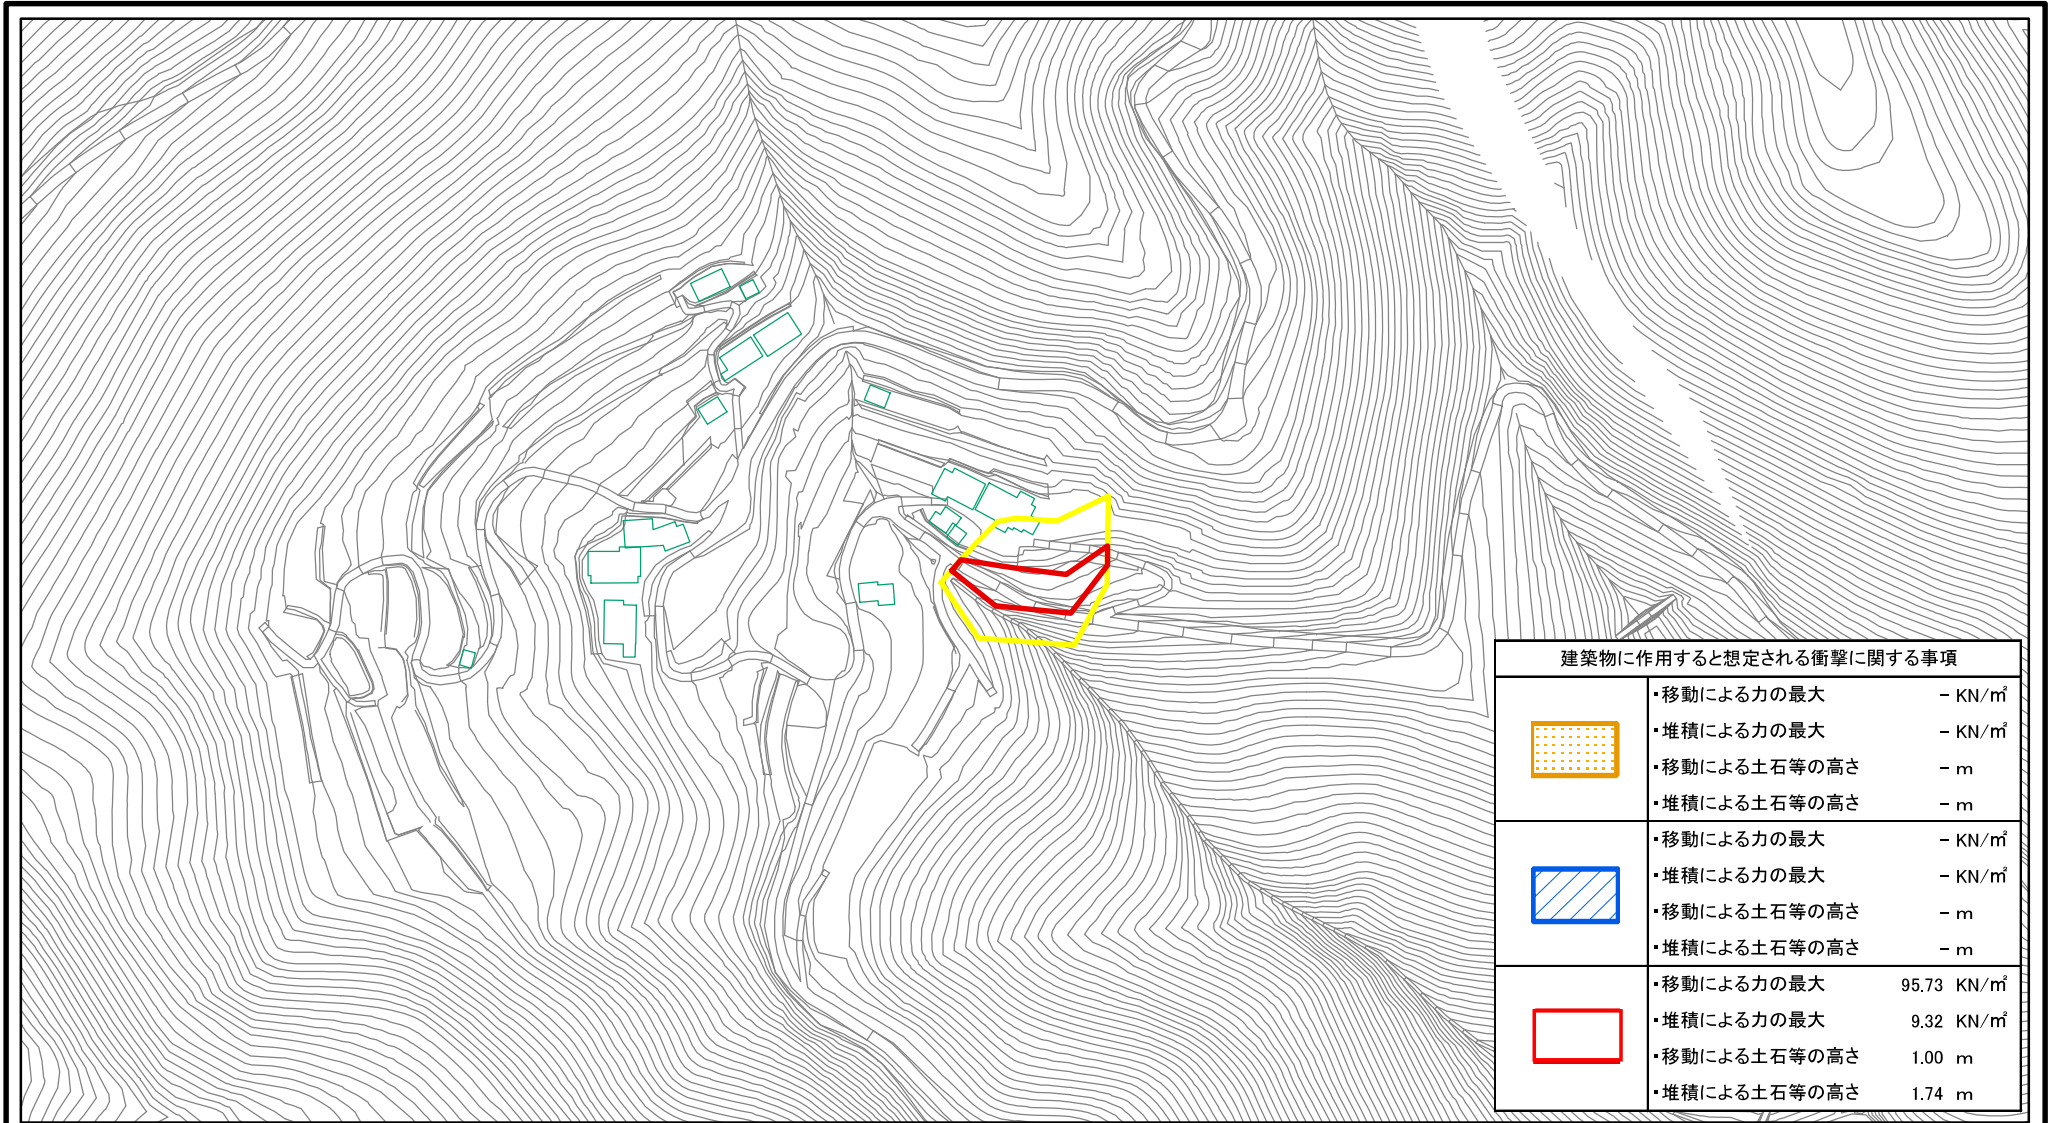 建築物に作用すると想定される衝撃に関する事項
・移動による力の最大 － KN/㎡
・堆積による力の最大 － KN/㎡
・移動による土石等の高さ － m
・堆積による土石等の高さ － m
・移動による力の最大 － KN/㎡
・堆積による力の最大 － KN/㎡
・移動による土石等の高さ － m
・堆積による土石等の高さ － m
・移動による力の最大 95.73 KN/㎡
・堆積による力の最大 9.32 KN/㎡
・移動による土石等の高さ 1.00 m
・堆積による土石等の高さ 1.74 m